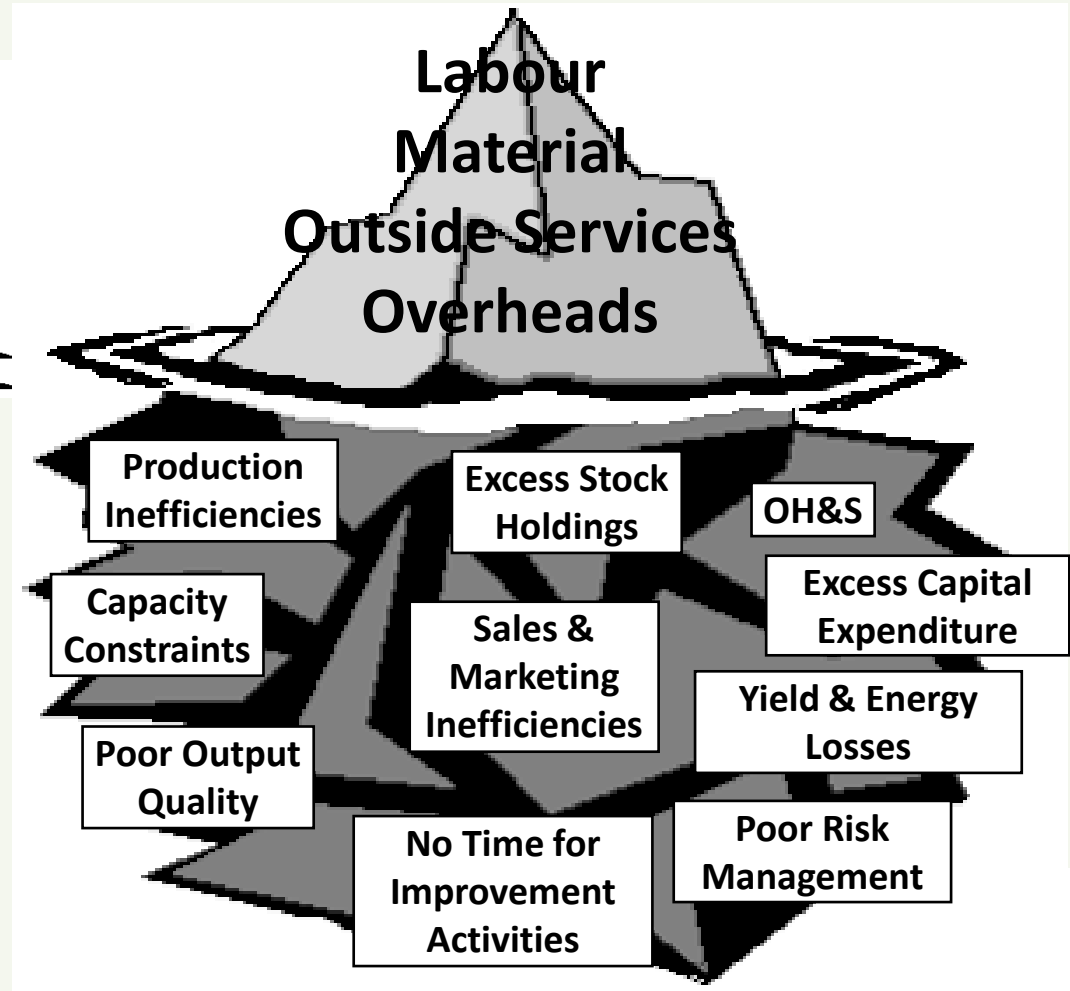 Labour
Material
Outside Services
Overheads
Production
Inefficiencies
Excess Stock
Holdings
OH&S
Capacity
Constraints
Sales &
Marketing
Inefficiencies
Excess Capital
Expenditure
Yield & Energy
Losses
Poor Output
Quality
No Time for
Improvement
Activities
Poor Risk
Management